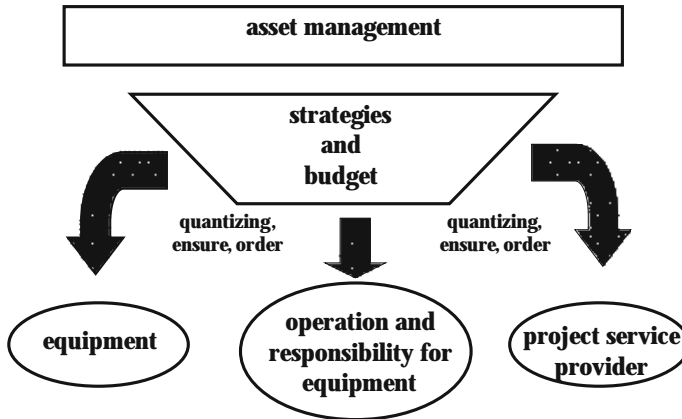 asset management
strategies
and
budget
quantizing,
ensure, order
quantizing,
ensure, order
equipment
operation and
responsibility for
equipment
project service
provider